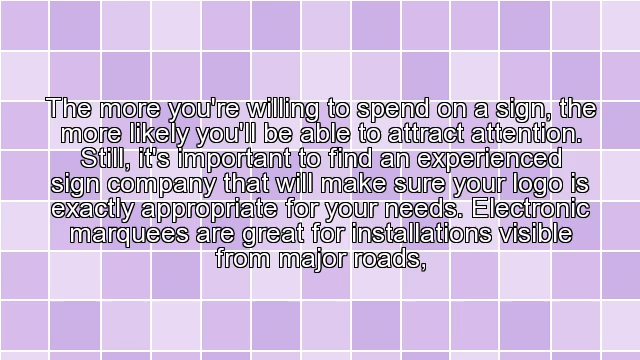 The more you're willing to spend on a sign, the
more likely you'll be able to attract attention.
Still, it's important to find an experienced
sign company that will make sure your logo is
exactly appropriate for your needs. Electronic
marquees are great for installations visible
from major roads,